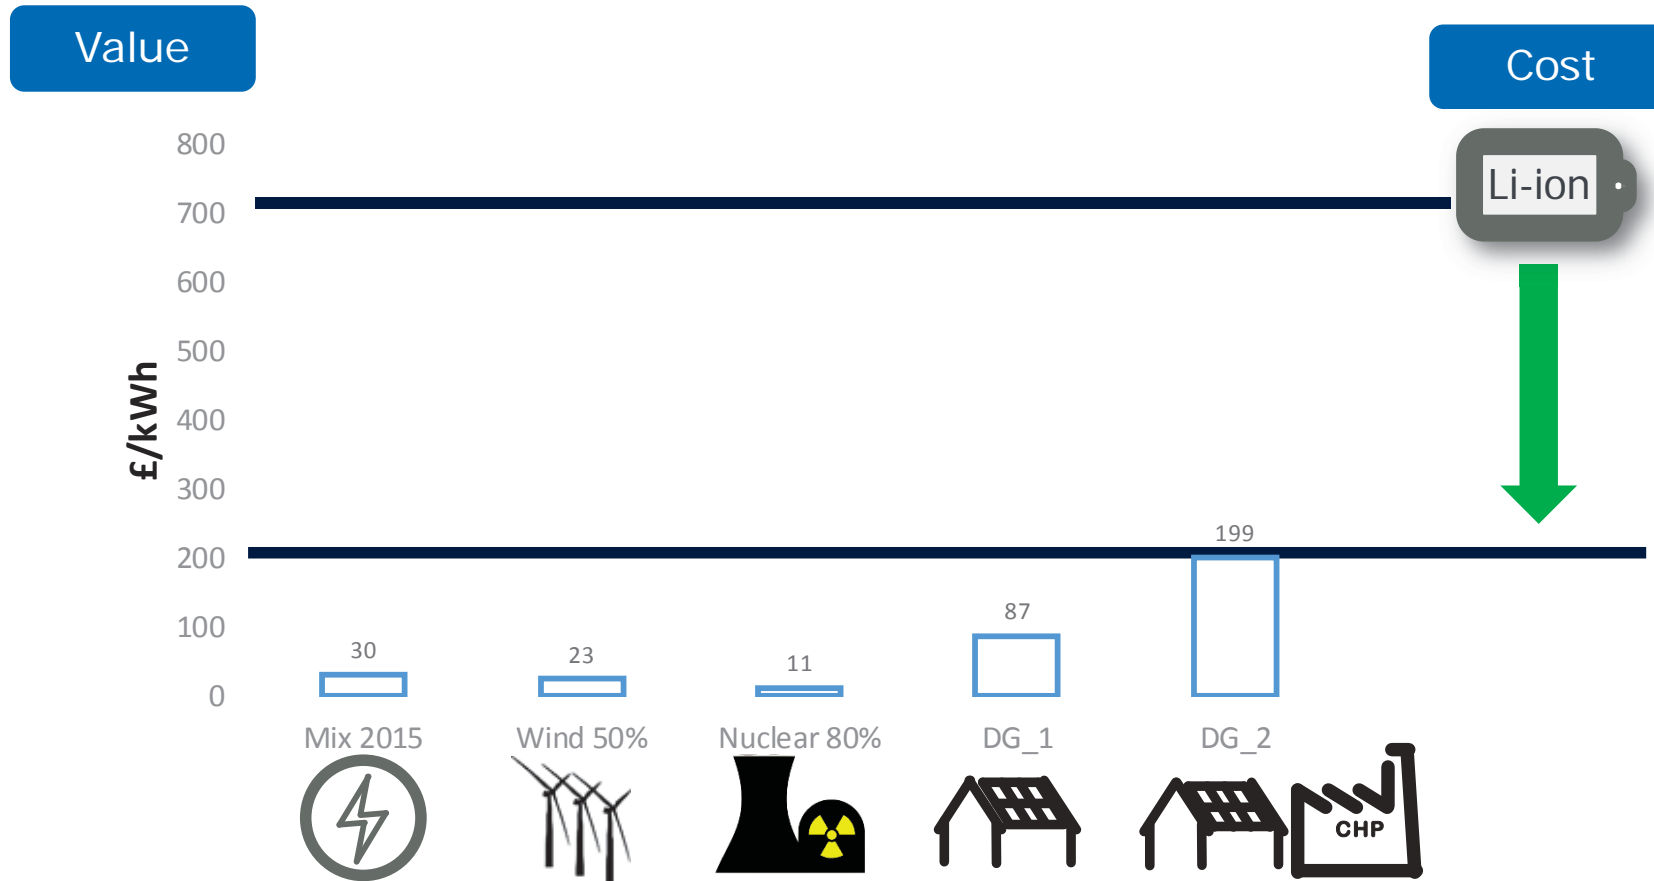 Value
Cost
Li-ion
£/kWh
800
700
600
500
400
300
200
100
0
30
23
11
87
199
Mix 2015
Wind 50%
Nuclear 80%
DG_1
DG_2
CHP